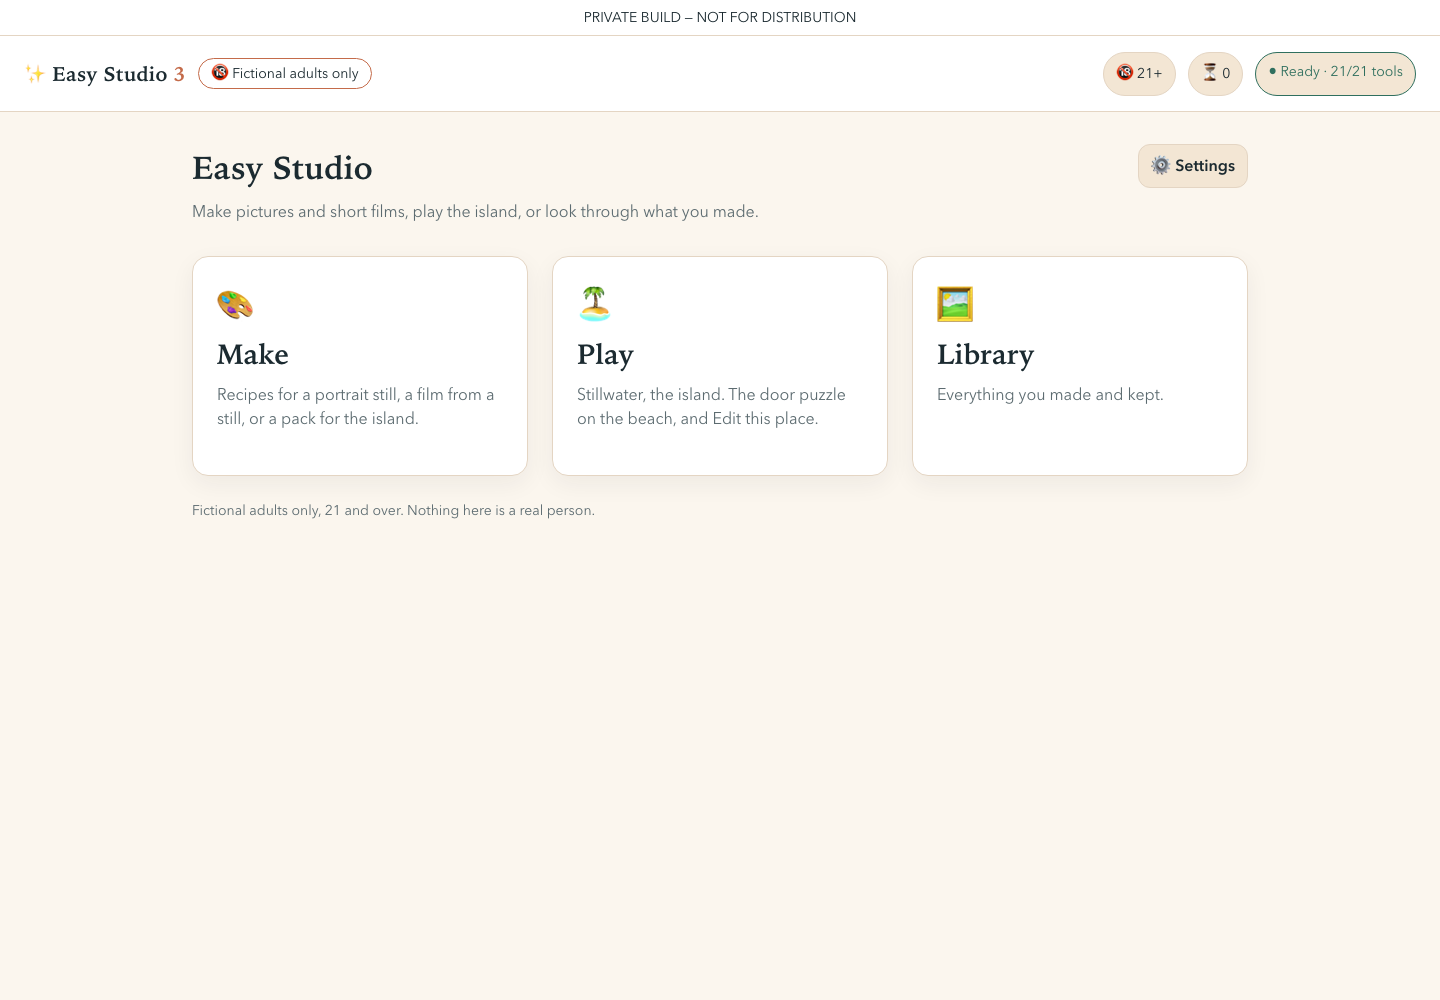 PRIVATE BUILD – NOT FOR DISTRIBUTION
Easy Studio 3
Fictional adults only
21+
0
Ready · 21/21 tools
Easy Studio
Settings
Make pictures and short films, play the island, or look through what you made.
Make
Recipes for a portrait still, a film from a
still, or a pack for the island.
Play
Stillwater, the island. The door puzzle
on the beach, and Edit this place.
Library
Everything you made and kept.
Fictional adults only, 21 and over. Nothing here is a real person.